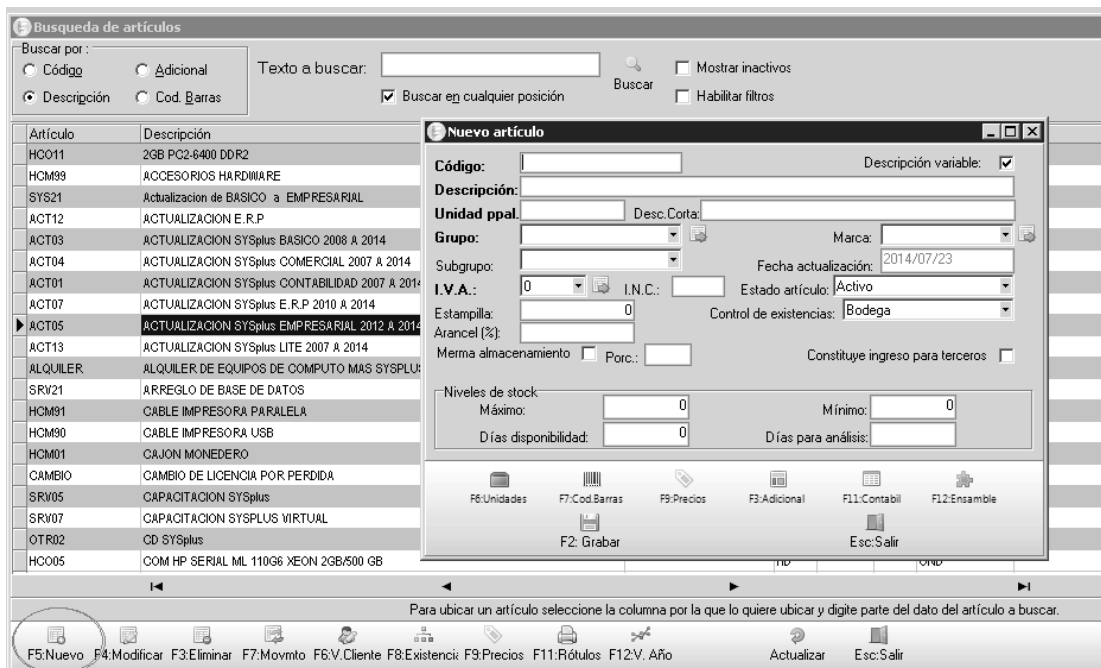 Busqueda de artículos
Buscar por :
Código
Adicional
Descripción
Cod. Barras
Texto a buscar:
Buscar en cualquier posición
Buscar
Mostrar inactivos
Habilitar filtros
Artículo Descripción
HCO11 2GB PC2-6400 DDR2
HCM99 ACCESORIOS HARDWARE
SYS21 Actualizacion de BASICO a EMPRESARIAL
ACT12 ACTUALIZACION E.R.P
ACT03 ACTUALIZACION SYSplus BASICO 2008 A 2014
ACT04 ACTUALIZACION SYSplus COMERCIAL 2007 A 2014
ACT01 ACTUALIZACION SYSplus CONTABILIDAD 2007 A 2014
ACT07 ACTUALIZACION SYSplus E.R.P 2010 A 2014
ACT05 ACTUALIZACION SYSplus EMPRESARIAL 2012 A 2014
ACT13 ACTUALIZACION SYSplus LITE 2007 A 2014
ALQUILER ALQUILER DE EQUIPOS DE COMPUTO MAS SYSPLU
SRV21 ARREGLO DE BASE DE DATOS
HCM91 CABLE IMPRESORA PARALELA
HCM90 CABLE IMPRESORA USB
HCM01 CAJON MONEDERO
CAMBIO CAMBIO DE LICENCIA POR PERDIDA
SRV05 CAPACITACION SYSplus
SRV07 CAPACITACION SYSPLUS VIRTUAL
OTR02 CD SYSplus
HCO05 COM HP SERIAL ML 110G6 XEON 2GB/500 GB
Nuevo artículo
Código:
Descripción variable:
Descripción:
Unidad ppal.
Desc.Corta:
Grupo:
Marca:
Subgrupo:
Fecha actualización: 2014/07/23
I.V.A.: 0
I.N.C.:
Estado artículo: Activo
Estampilla: 0
Control de existencias: Bodega
Arancel (%):
Merma almacenamiento
Porc.:
Constituye ingreso para terceros
Niveles de stock
Máximo: 0
Mínimo: 0
Días disponibilidad: 0
Días para análisis:
F6:Unidades F7:Cod.Barras F9:Precios F3:Adicional F11:Contabil F12:Ensamble
F2: Grabar Esc:Salir
Para ubicar un artículo seleccione la columna por la que lo quiere ubicar y digite parte del dato del artículo a buscar.
F5:Nuevo F4:Modificar F3:Eliminar F7:Movmto F6:V.Cliente F8:Existencia F9:Precios F11:Rótulos F12:V. Año Actualizar Esc:Salir